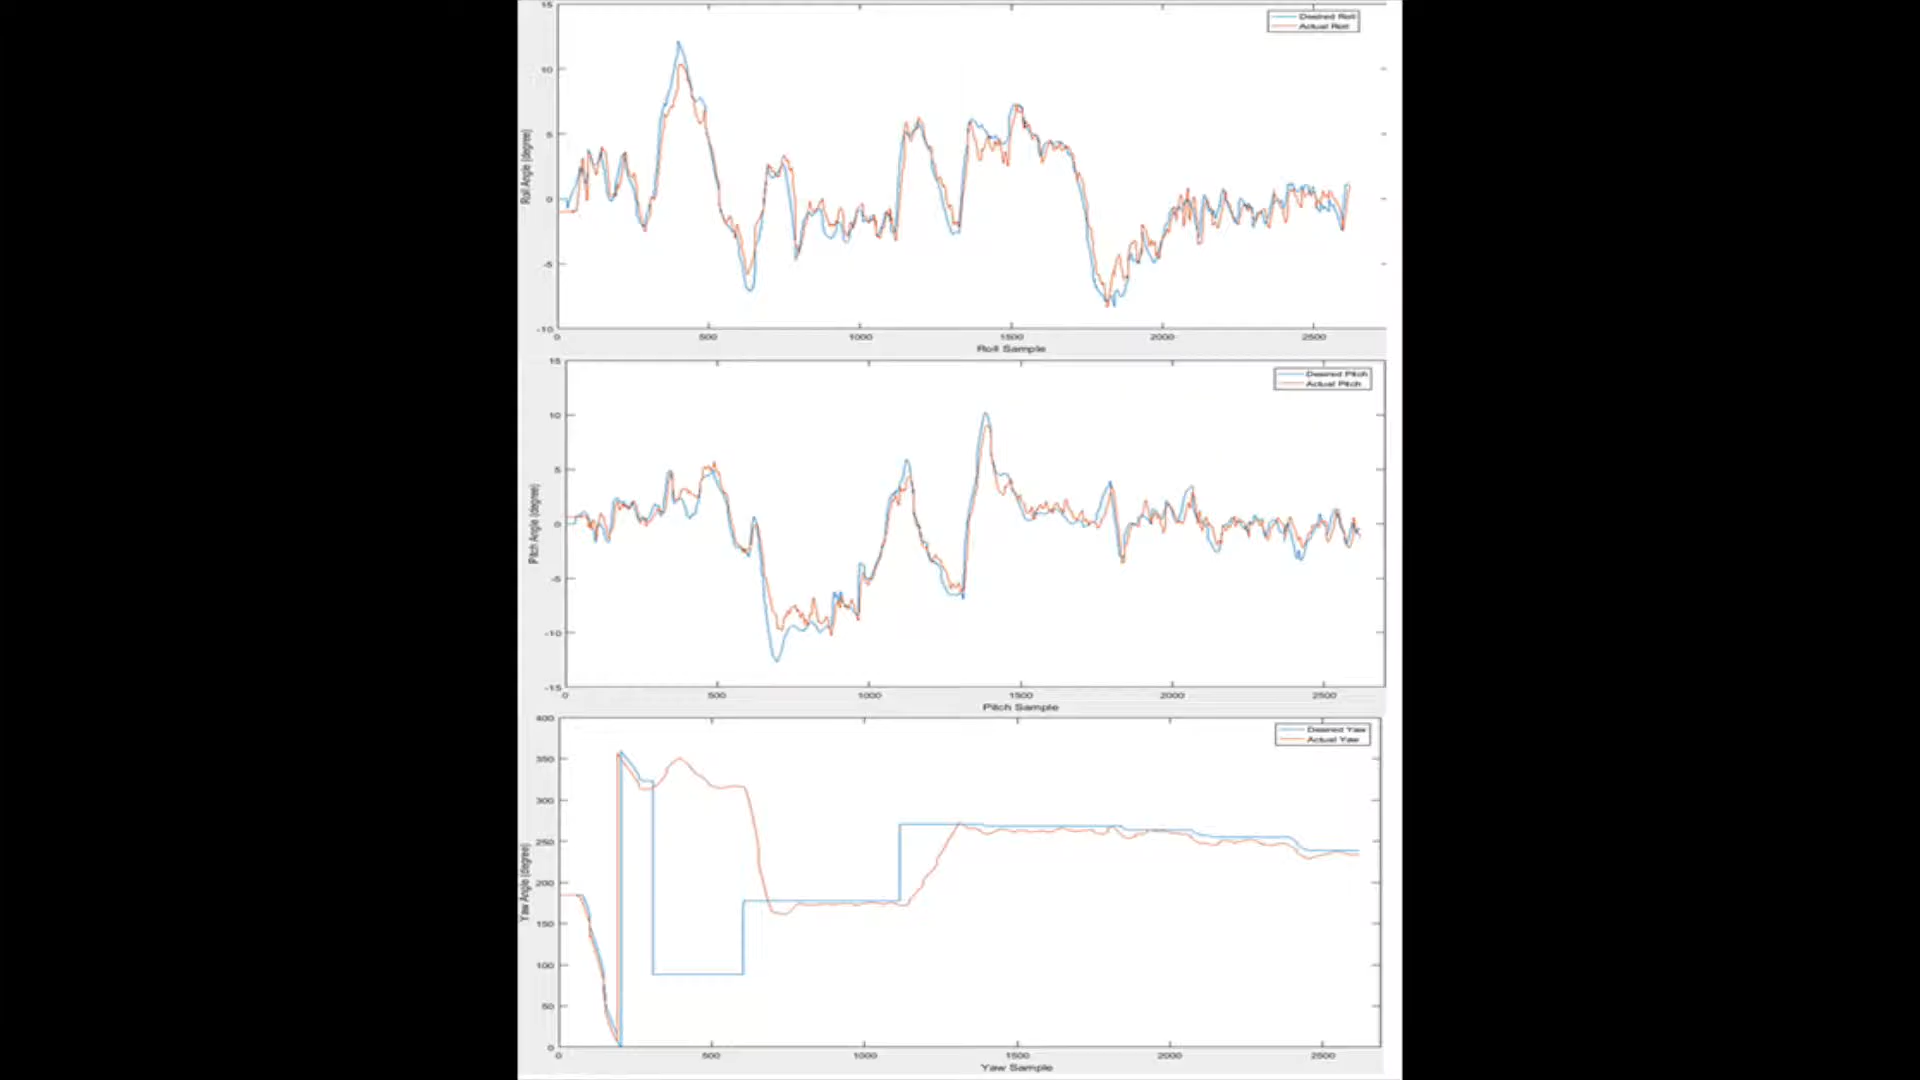 15
Desired Roll
Actual Roll
10
5
0
-5
-10
Roll Angle (degree)
0 500 1000 1500 2000 2500
Roll Sample
15
Desired Pitch
Actual Pitch
10
5
0
-5
-10
-15
Pitch Angle (degree)
0 500 1000 1500 2000 2500
Pitch Sample
400
Desired Yaw
Actual Yaw
350
300
250
200
150
100
50
0
Yaw Angle (degree)
0 500 1000 1500 2000 2500
Yaw Sample